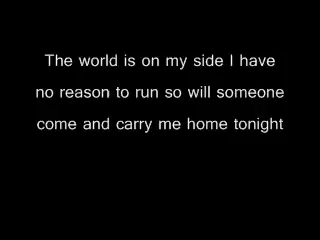 The world is on my side I have
no reason to run so will someone
come and carry me home tonight